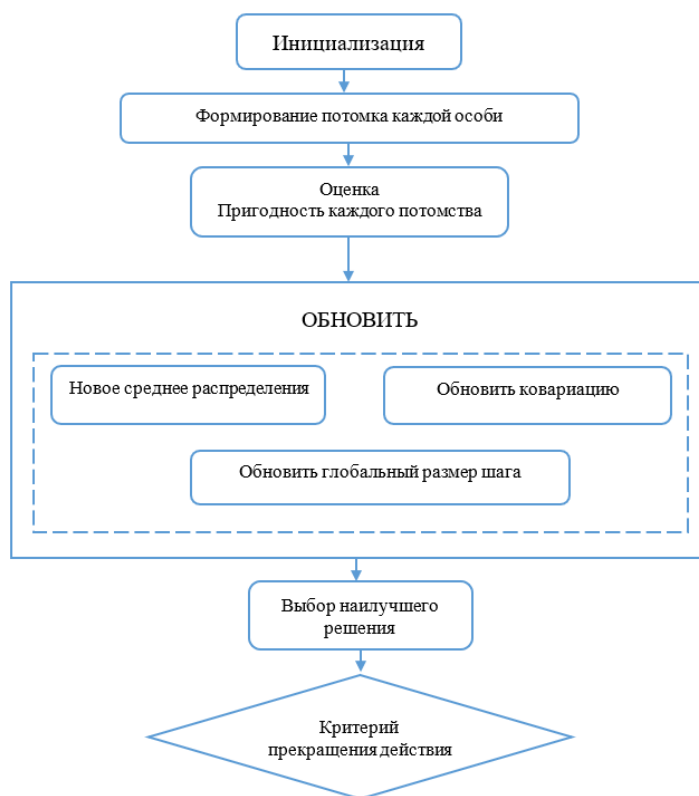 Инициализация
Формирование потомка каждой особи
Оценка
Пригодность каждого потомства
ОБНОВИТЬ
Новое среднее распределения
Обновить ковариацию
Обновить глобальный размер шага
Выбор наилучшего
решения
Критерий
прекращения действия